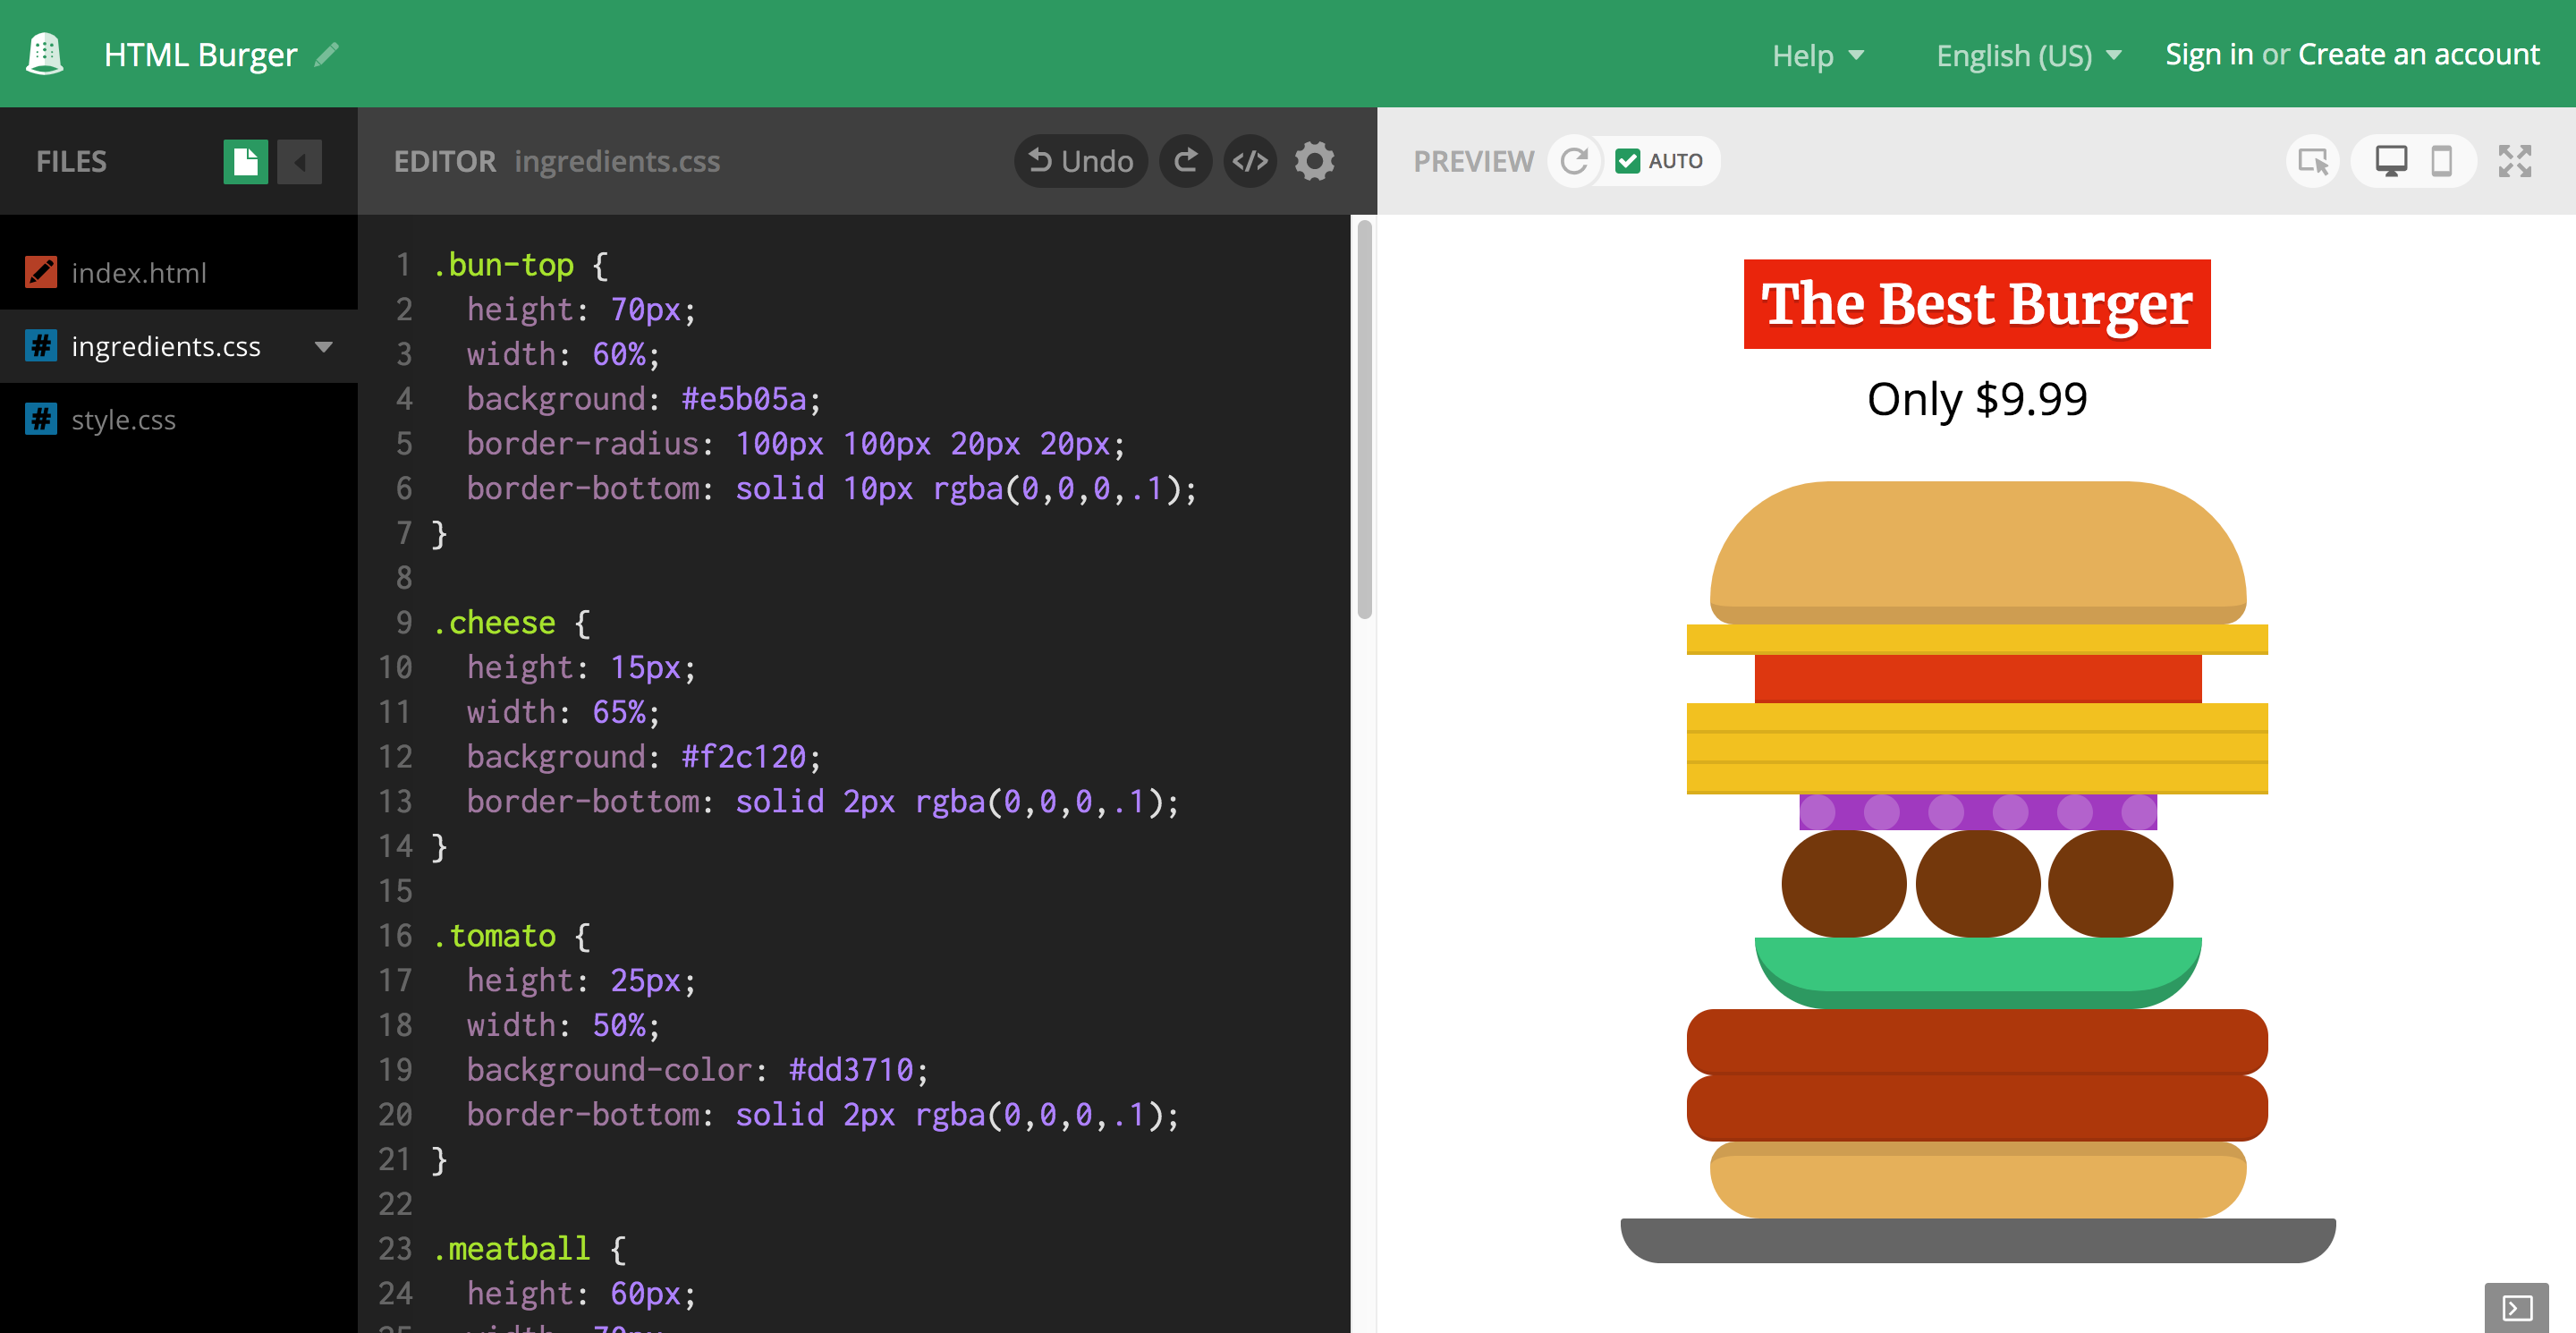 HTML Burger
Help
English (US)
Sign in or Create an account
FILES
index.html
ingredients.css
style.css
EDITOR ingredients.css
Undo
</>
1 .bun-top {
2 height: 70px;
3 width: 60%;
4 background: #e5b05a;
5 border-radius: 100px 100px 20px 20px;
6 border-bottom: solid 10px rgba(0,0,0,.1);
7 }
8
9 .cheese {
10 height: 15px;
11 width: 65%;
12 background: #f2c120;
13 border-bottom: solid 2px rgba(0,0,0,.1);
14 }
15
16 .tomato {
17 height: 25px;
18 width: 50%;
19 background-color: #dd3710;
20 border-bottom: solid 2px rgba(0,0,0,.1);
21 }
22
23 .meatball {
24 height: 60px;
PREVIEW
AUTO
The Best Burger
Only $9.99